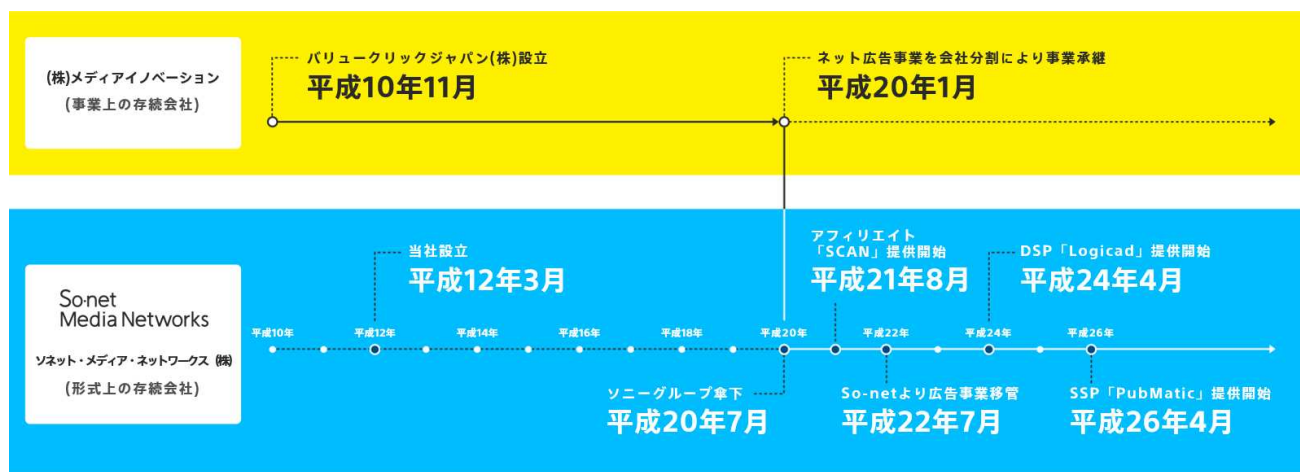 (株)メディアイノベーション
(事業上の存続会社)
バリュークリックジャパン(株)設立
平成10年11月
ネット広告事業を会社分割により事業承継
平成20年1月
So-net
Media Networks
ソネット・メディア・ネットワークス (株)
(形式上の存続会社)
当社設立
平成12年3月
アフィリエイト
「SCAN」提供開始
平成21年8月
DSP「Logicad」提供開始
平成24年4月
平成10年
平成12年
平成14年
平成16年
平成18年
平成20年
平成22年
平成24年
平成26年
ソニーグループ傘下
平成20年7月
So-netより広告事業移管
平成22年7月
SSP「PubMatic」提供開始
平成26年4月